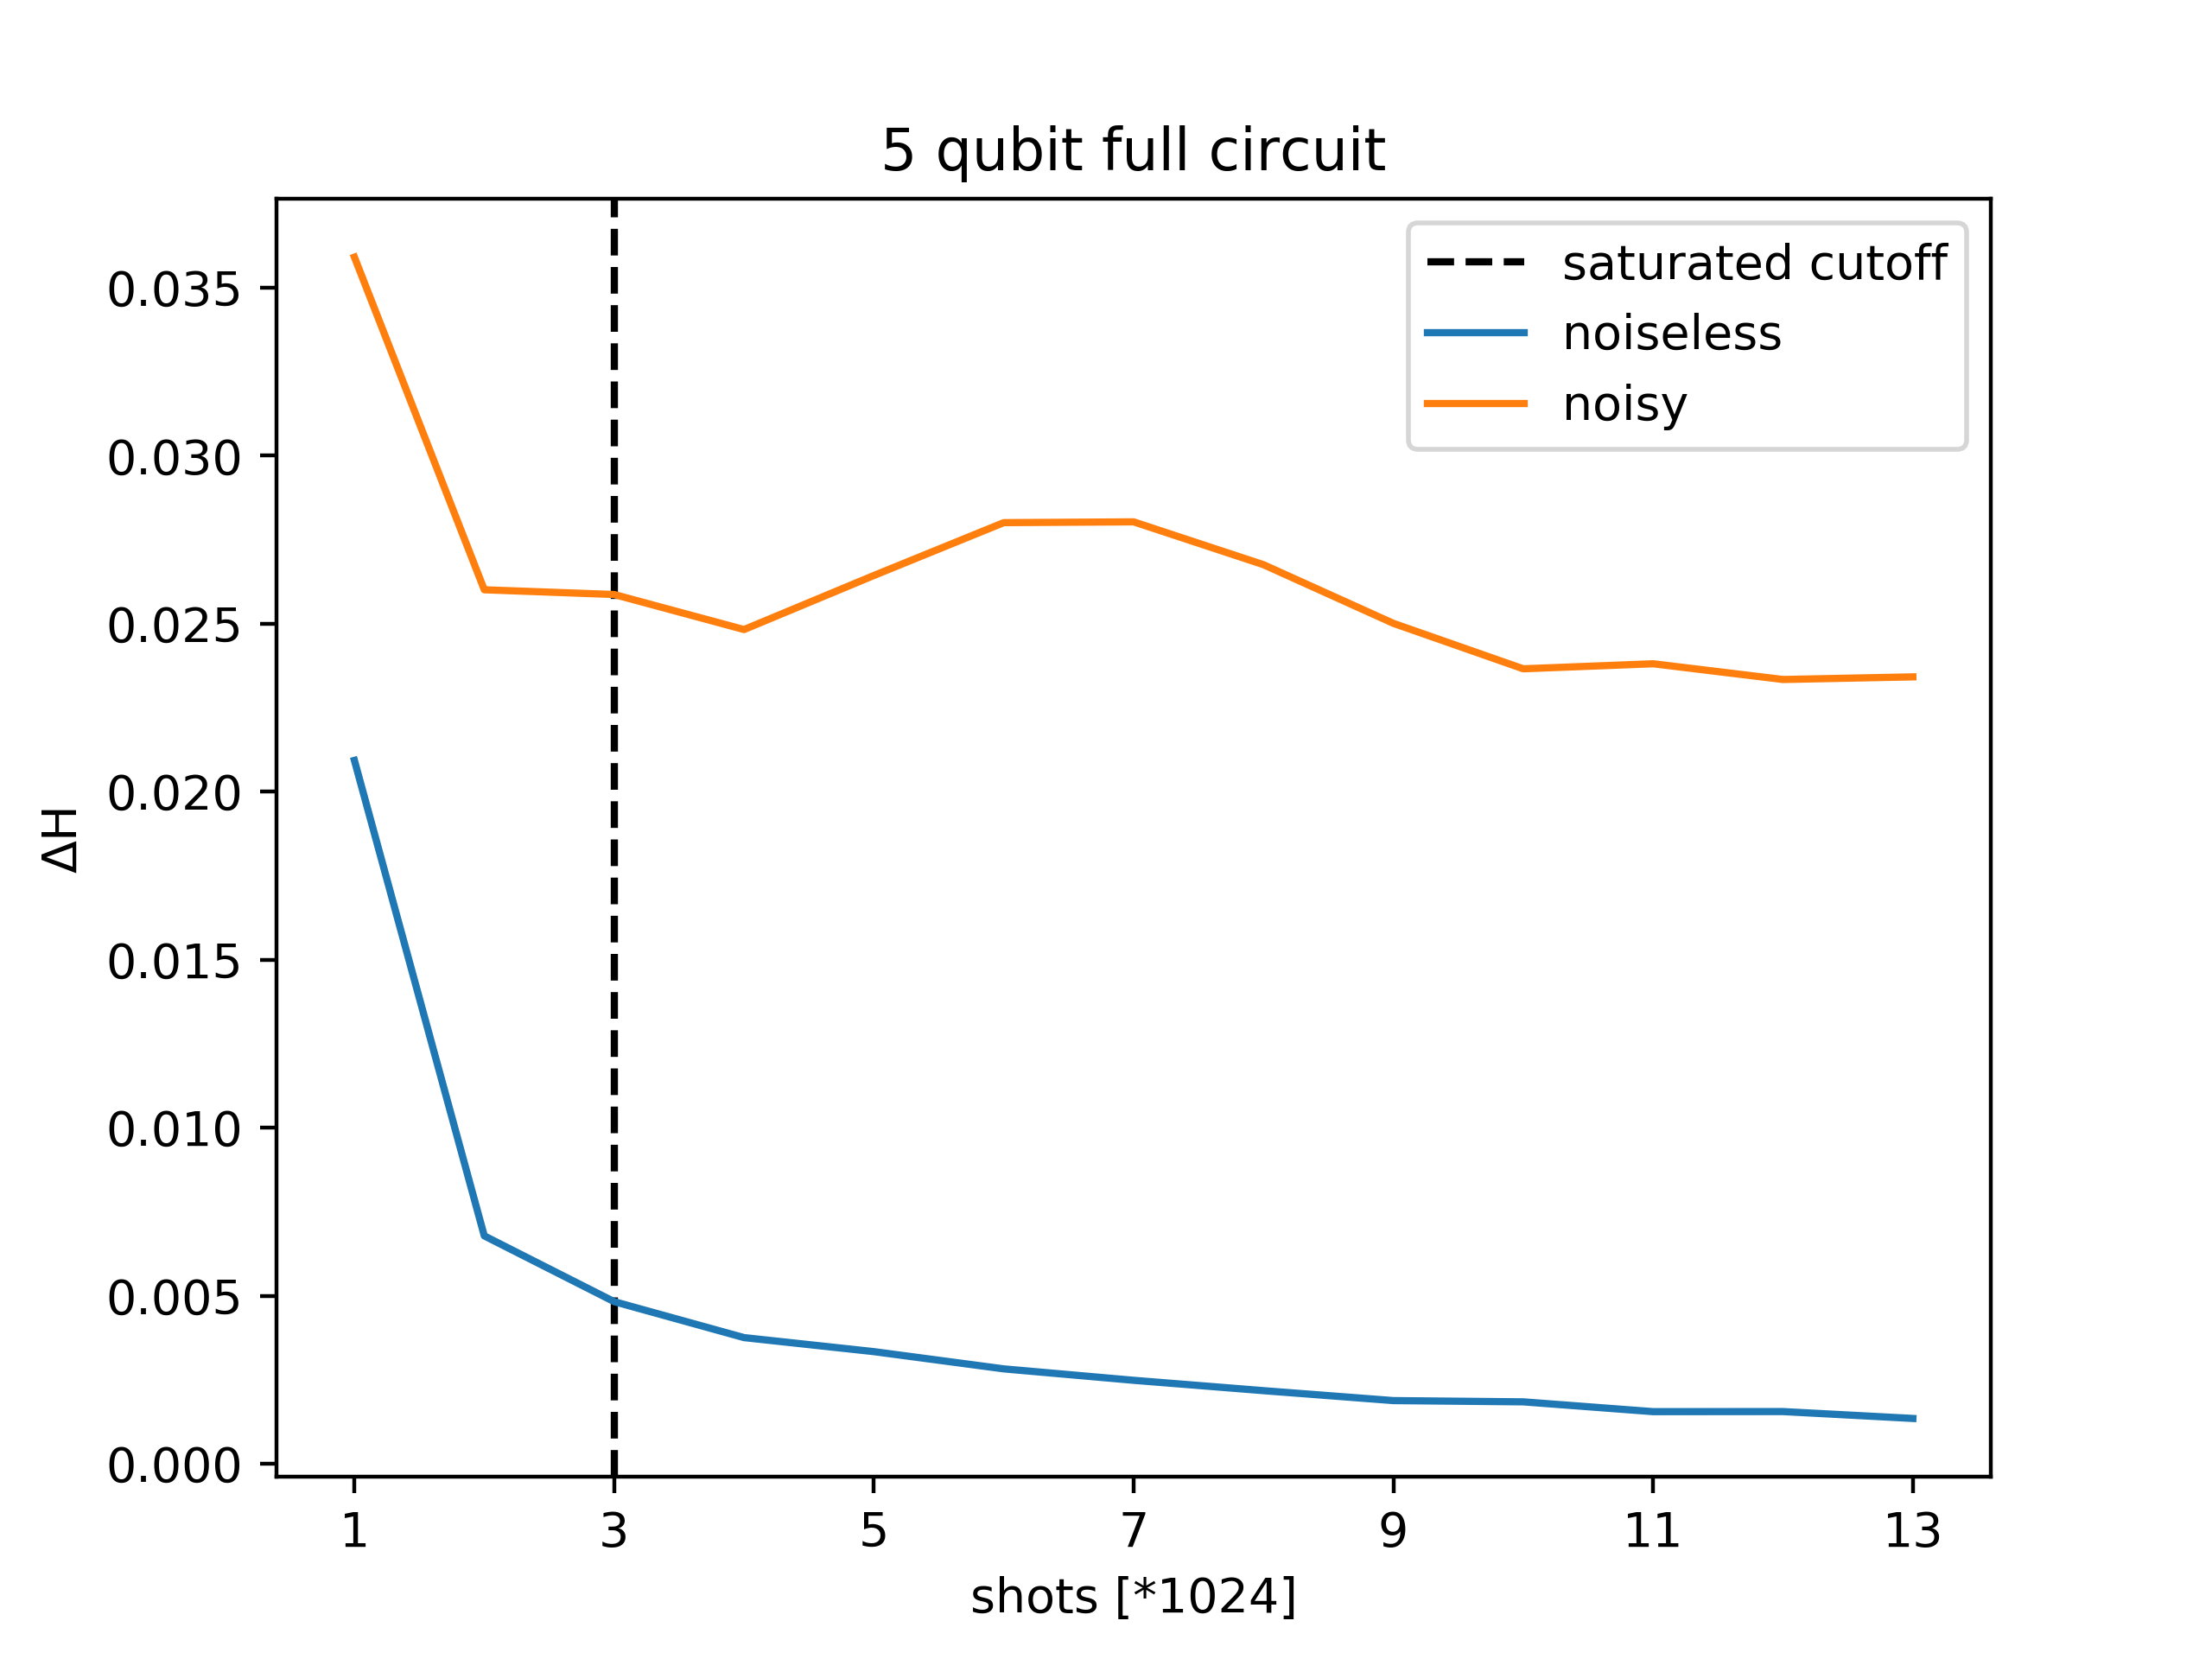 5 qubit full circuit
saturated cutoff
noiseless
noisy
0.035
0.030
0.025
0.020
0.015
0.010
0.005
0.000
ΔH
1 3 5 7 9 11 13
shots [*1024]